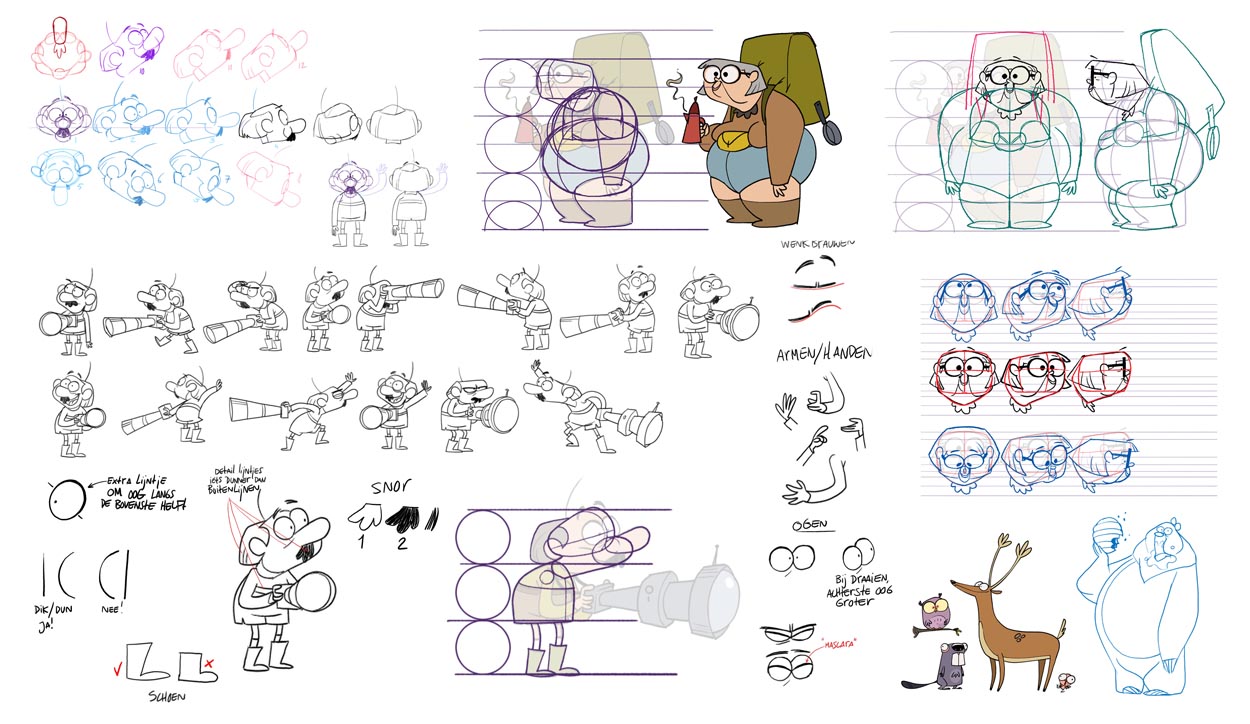 WENKBRAUWEN
ARMEN/HANDEN
EXTRA LIJNTJE
OM OOG LANGS
DE BOVENSTE HELFT!
Detail lijntjes
iets DUNNER DAN
BUITENLIJNEN
SNOR
1 2
OGEN
Bij DRAAIEN,
ACHTERSTE OOG
GROTER
DIK/DUN
JA!
NEE!
"MASCARA"
SCHOEN